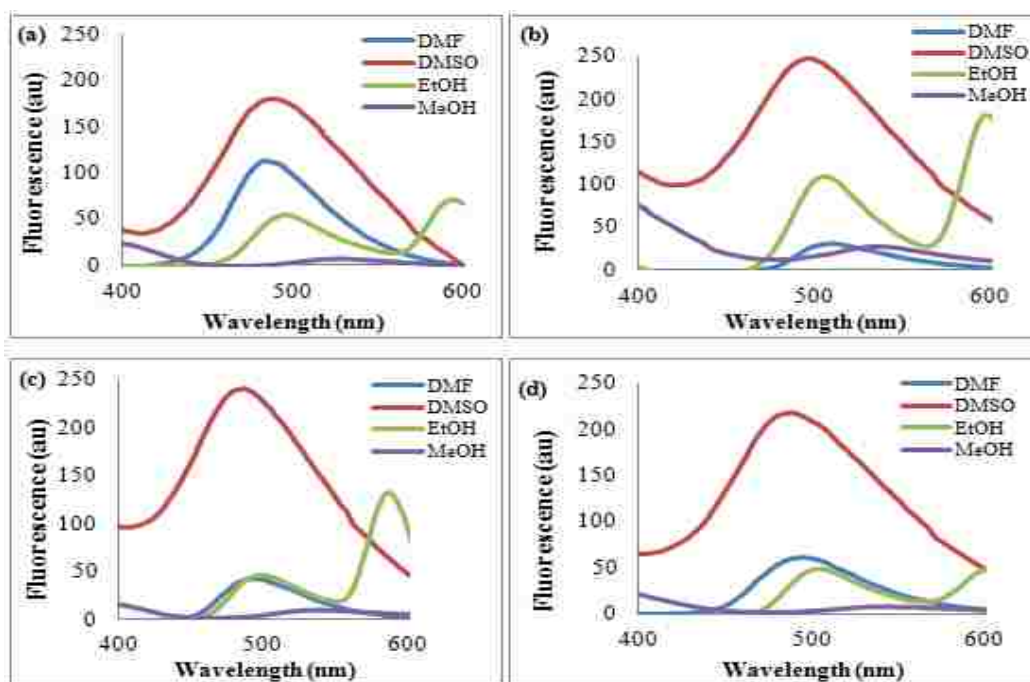 (a)
250
200
150
100
50
0
Fluorescence (au)
DMF
DMSO
EtOH
MeOH
400 500 600
Wavelength (nm)
(b)
250
200
150
100
50
0
Fluorescence (au)
DMF
DMSO
EtOH
MeOH
400 500 600
Wavelength (nm)
(c)
250
200
150
100
50
0
Fluorescence (au)
DMF
DMSO
EtOH
MeOH
400 500 600
Wavelength (nm)
(d)
250
200
150
100
50
0
Fluorescence (au)
DMF
DMSO
EtOH
MeOH
400 500 600
Wavelength (nm)